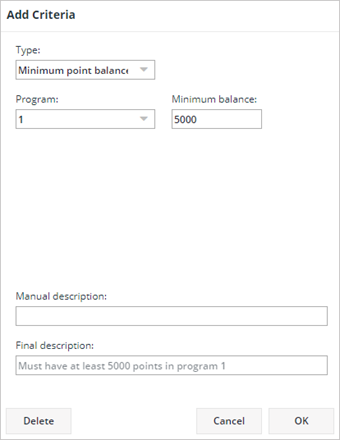 Add Criteria
Type:
Minimum point balance
Program: Minimum balance:
1 5000
Manual description:
Final description:
Must have at least 5000 points in program 1
Delete Cancel OK